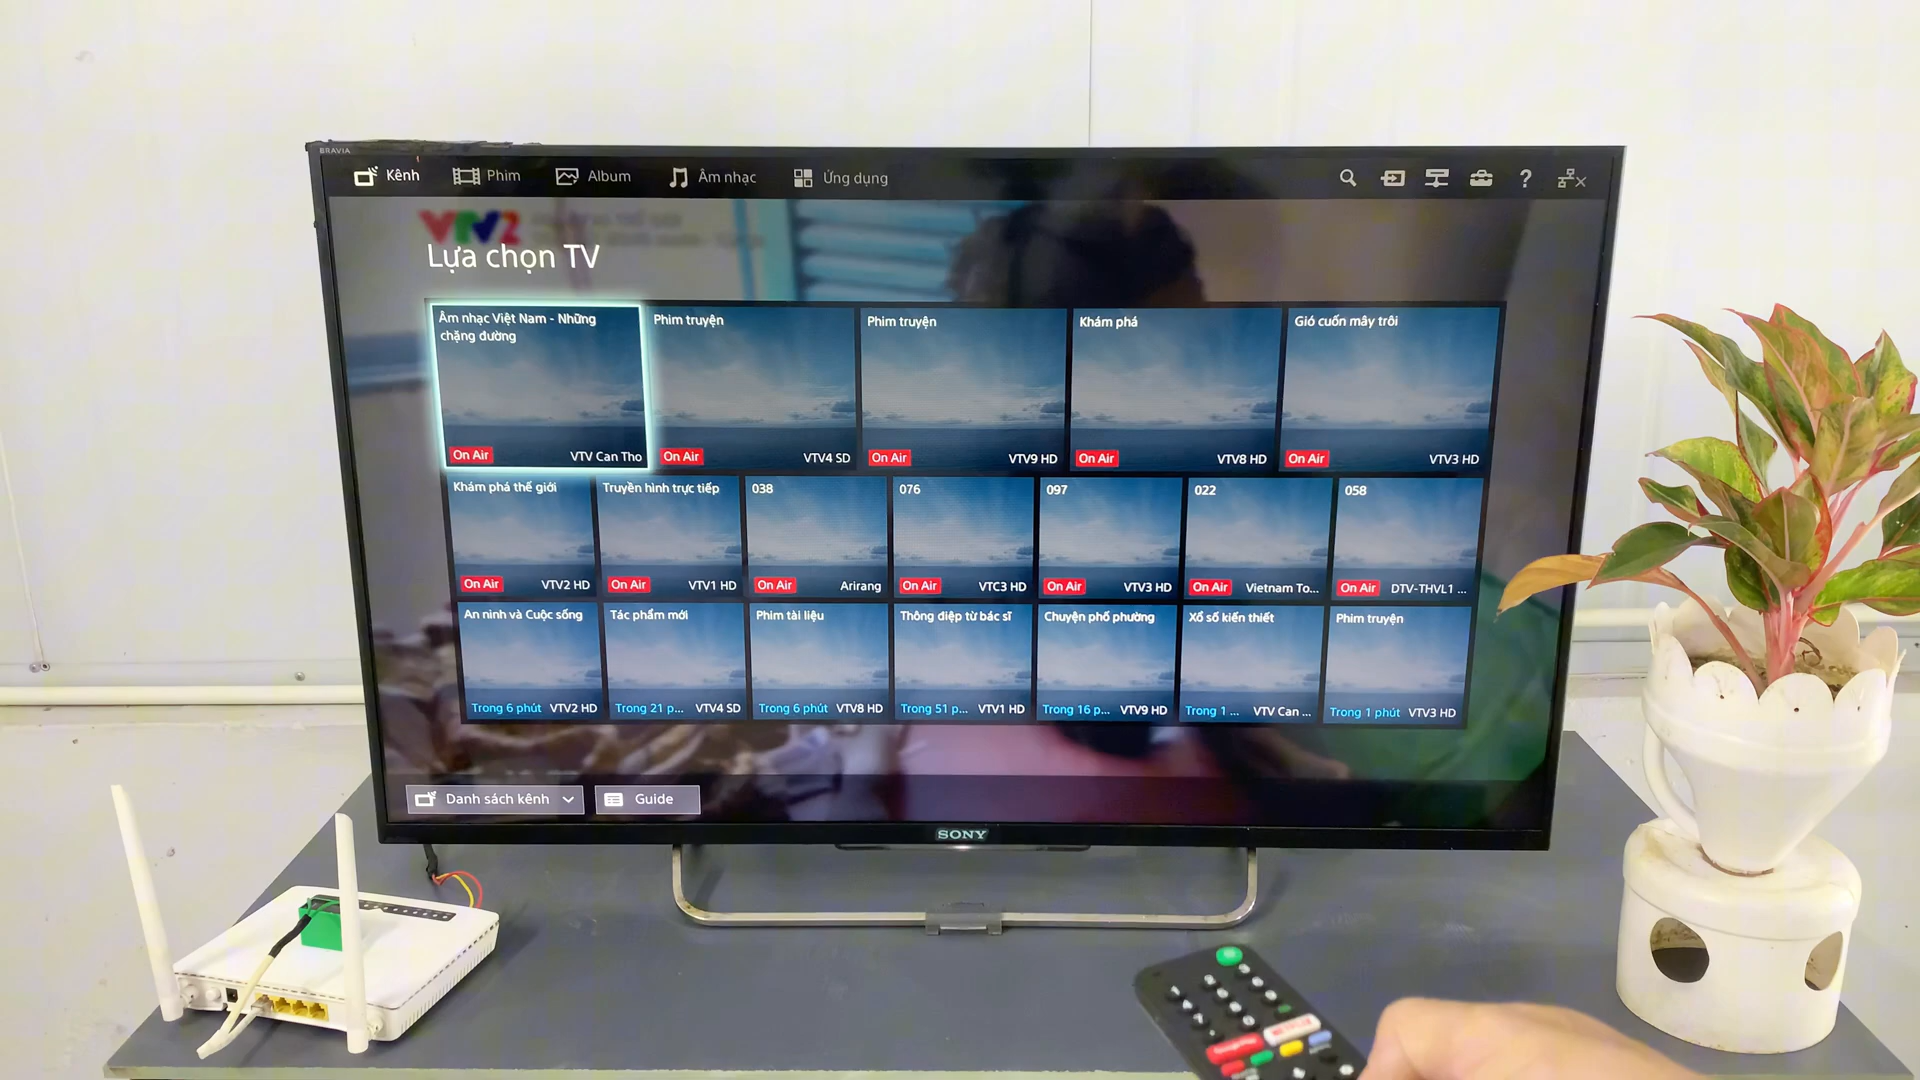 BRAVIA
Kênh
Phim
Album
Âm nhạc
Ứng dụng
?
VTV2
Lựa chọn TV
Âm nhạc Việt Nam - Những
chặng đường
On Air
VTV Can Tho
Phim truyện
On Air
VTV4 SD
Phim truyện
On Air
VTV9 HD
Khám phá
On Air
VTV8 HD
Gió cuốn mây trôi
On Air
VTV3 HD
Khám phá thế giới
On Air
VTV2 HD
Truyền hình trực tiếp
On Air
VTV1 HD
038
On Air
Arirang
076
On Air
VTC3 HD
097
On Air
VTV3 HD
022
On Air
Vietnam To...
058
On Air
DTV-THVL1 ...
An ninh và Cuộc sống
Trong 6 phút
VTV2 HD
Tác phẩm mới
Trong 21 p...
VTV4 SD
Phim tài liệu
Trong 6 phút
VTV8 HD
Thông điệp từ bác sĩ
Trong 51 p...
VTV1 HD
Chuyện phố phường
Trong 16 p...
VTV9 HD
Xổ số kiến thiết
Trong 1 ...
VTV Can ...
Phim truyện
Trong 1 phút
VTV3 HD
Danh sách kênh
Guide
SONY
NETFLIX
Google Play